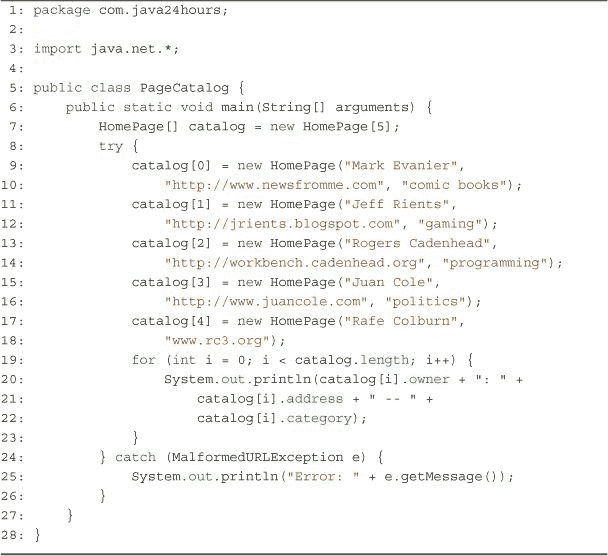 1: package com.java24hours;
2:
3: import java.net.*;
4:
5: public class PageCatalog {
6:     public static void main(String[] arguments) {
7:         HomePage[] catalog = new HomePage[5];
8:         try {
9:             catalog[0] = new HomePage("Mark Evanier",
10:                 "http://www.newsfromme.com", "comic books");
11:             catalog[1] = new HomePage("Jeff Rients",
12:                 "http://jrients.blogspot.com", "gaming");
13:             catalog[2] = new HomePage("Rogers Cadenhead",
14:                 "http://workbench.cadenhead.org", "programming");
15:             catalog[3] = new HomePage("Juan Cole",
16:                 "http://www.juancole.com", "politics");
17:             catalog[4] = new HomePage("Rafe Colburn",
18:                 "www.rc3.org");
19:             for (int i = 0; i < catalog.length; i++) {
20:                 System.out.println(catalog[i].owner + ": " +
21:                     catalog[i].address + " -- " +
22:                     catalog[i].category);
23:             }
24:         } catch (MalformedURLException e) {
25:             System.out.println("Error: " + e.getMessage());
26:         }
27:     }
28: }